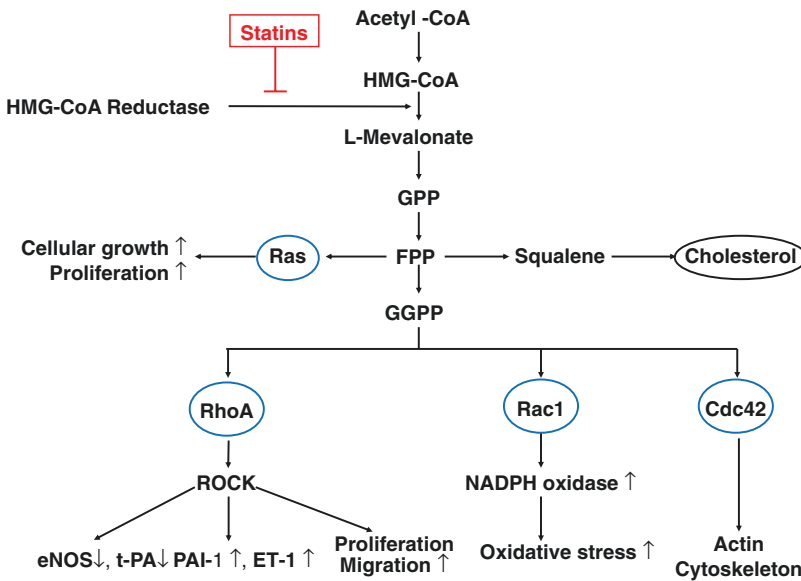 Statins
Acetyl -CoA
HMG-CoA
HMG-CoA Reductase
L-Mevalonate
GPP
Cellular growth ↑
Proliferation ↑
Ras
FPP
Squalene
Cholesterol
GGPP
RhoA
Rac1
Cdc42
ROCK
NADPH oxidase ↑
eNOS↓, t-PA↓ PAI-1 ↑, ET-1 ↑
Proliferation
Migration ↑
Oxidative stress ↑
Actin
Cytoskeleton